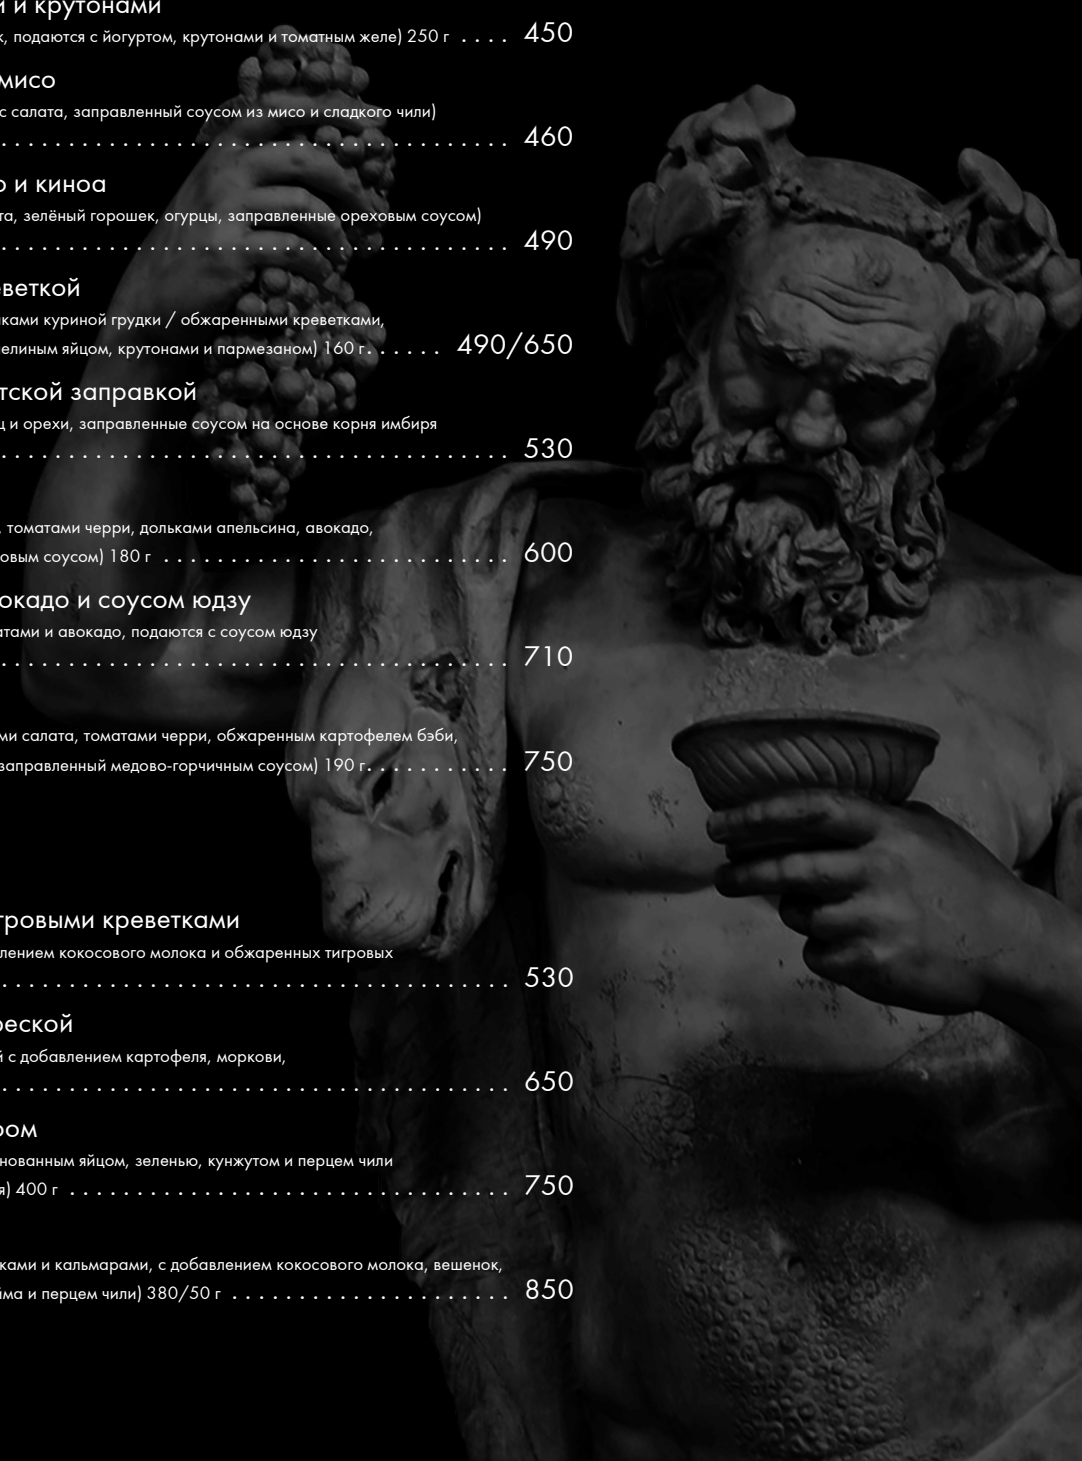 и и крутонами
к, подаются с йогуртом, крутонами и томатным желе) 250 г . . . . 450
мисо
с салата, заправленный соусом из мисо и сладкого чили)
. . . . . . . . . . . . . . . . . . . . . . . . . . . . . . . . . . . . . . 460
о и киноа
та, зелёный горошек, огурцы, заправленные ореховым соусом)
. . . . . . . . . . . . . . . . . . . . . . . . . . . . . . . . . . . . . . 490
еветкой
ками куриной грудки / обжаренными креветками,
елиным яйцом, крутонами и пармезаном) 160 г. . . . . . 490/650
тской заправкой
ц и орехи, заправленные соусом на основе корня имбиря
. . . . . . . . . . . . . . . . . . . . . . . . . . . . . . . . . . . . . . 530
, томатами черри, дольками апельсина, авокадо,
овым соусом) 180 г . . . . . . . . . . . . . . . . . . . . . . . . . . 600
окадо и соусом юдзу
атами и авокадо, подаются с соусом юдзу
. . . . . . . . . . . . . . . . . . . . . . . . . . . . . . . . . . . . . . 710
ми салата, томатами черри, обжаренным картофелем бэби,
заправленный медово-горчичным соусом) 190 г. . . . . . . . . . . 750
гровыми креветками
лением кокосового молока и обжаренных тигровых
. . . . . . . . . . . . . . . . . . . . . . . . . . . . . . . . . . . . . . 530
реской
й с добавлением картофеля, моркови,
. . . . . . . . . . . . . . . . . . . . . . . . . . . . . . . . . . . . . . 650
ром
нованным яйцом, зеленью, кунжутом и перцем чили
я) 400 г . . . . . . . . . . . . . . . . . . . . . . . . . . . . . . . . . 750
ками и кальмарами, с добавлением кокосового молока, вешенок,
йма и перцем чили) 380/50 г . . . . . . . . . . . . . . . . . . . . . 850